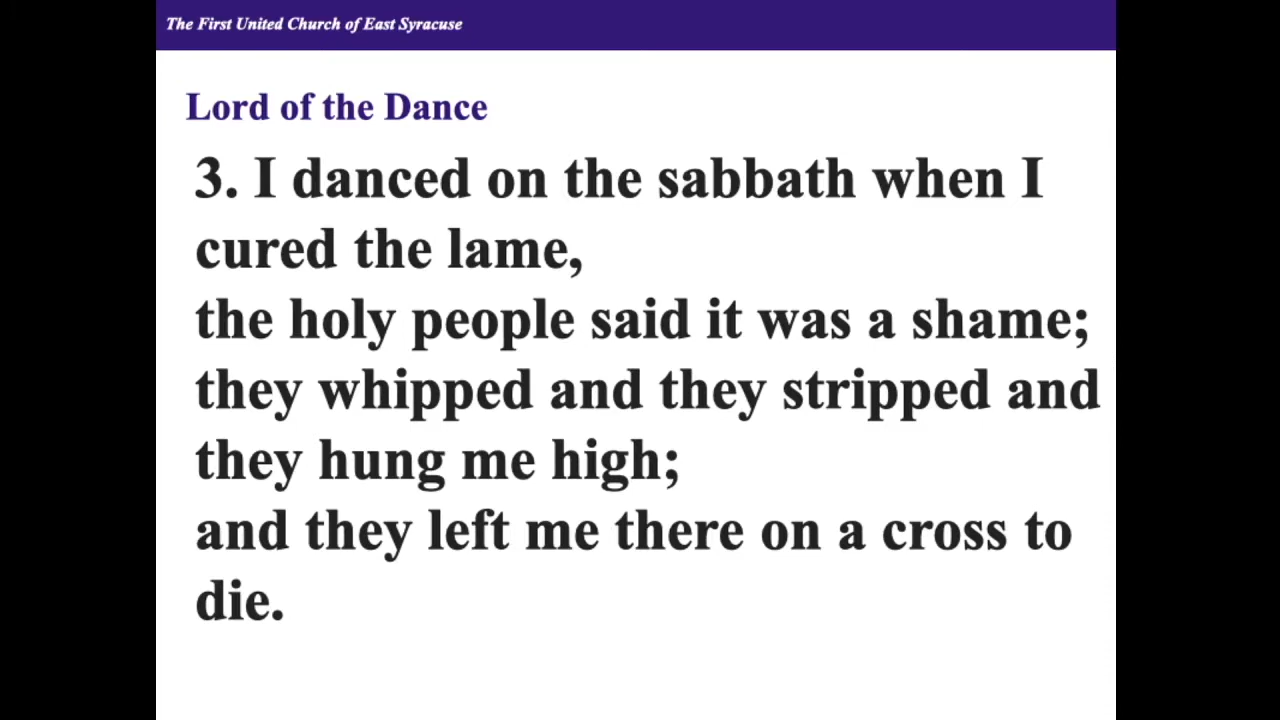 The First United Church of East Syracuse
Lord of the Dance
3. I danced on the sabbath when I
cured the lame,
the holy people said it was a shame;
they whipped and they stripped and
they hung me high;
and they left me there on a cross to
die.